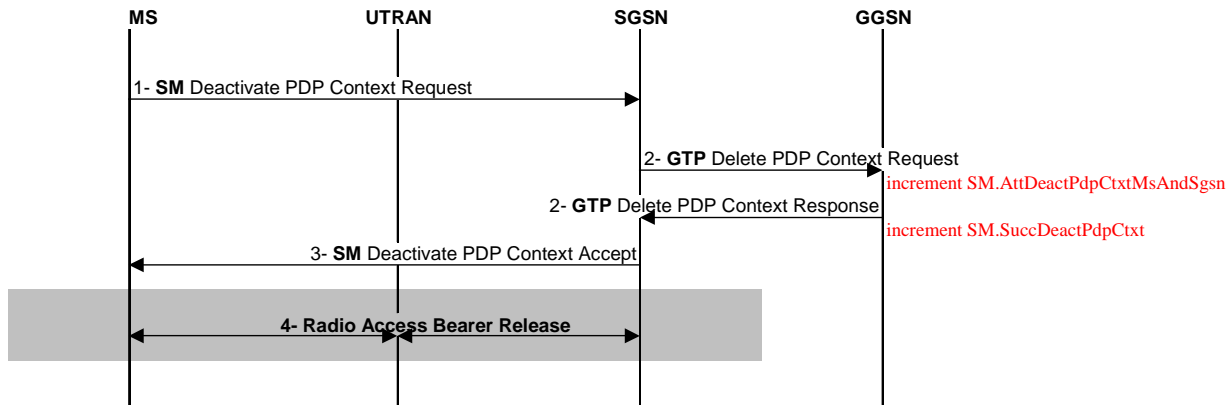 MS UTRAN SGSN GGSN
1- SM Deactivate PDP Context Request
2- GTP Delete PDP Context Request
increment SM.AttDeactPdpCtxtMsAndSgsn
2- GTP Delete PDP Context Response
increment SM.SuccDeactPdpCtxt
3- SM Deactivate PDP Context Accept
4- Radio Access Bearer Release